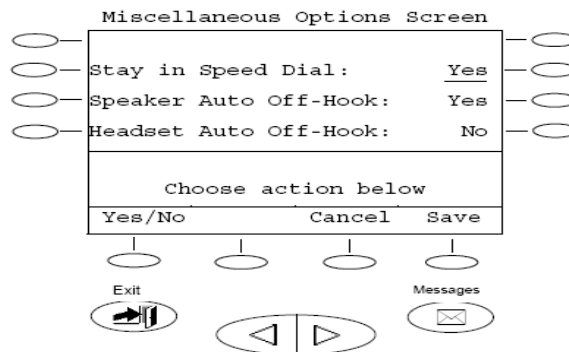 Miscellaneous Options Screen
Stay in Speed Dial: Yes
Speaker Auto Off-Hook: Yes
Headset Auto Off-Hook: No
Choose action below
Yes/No Cancel Save
Exit Messages